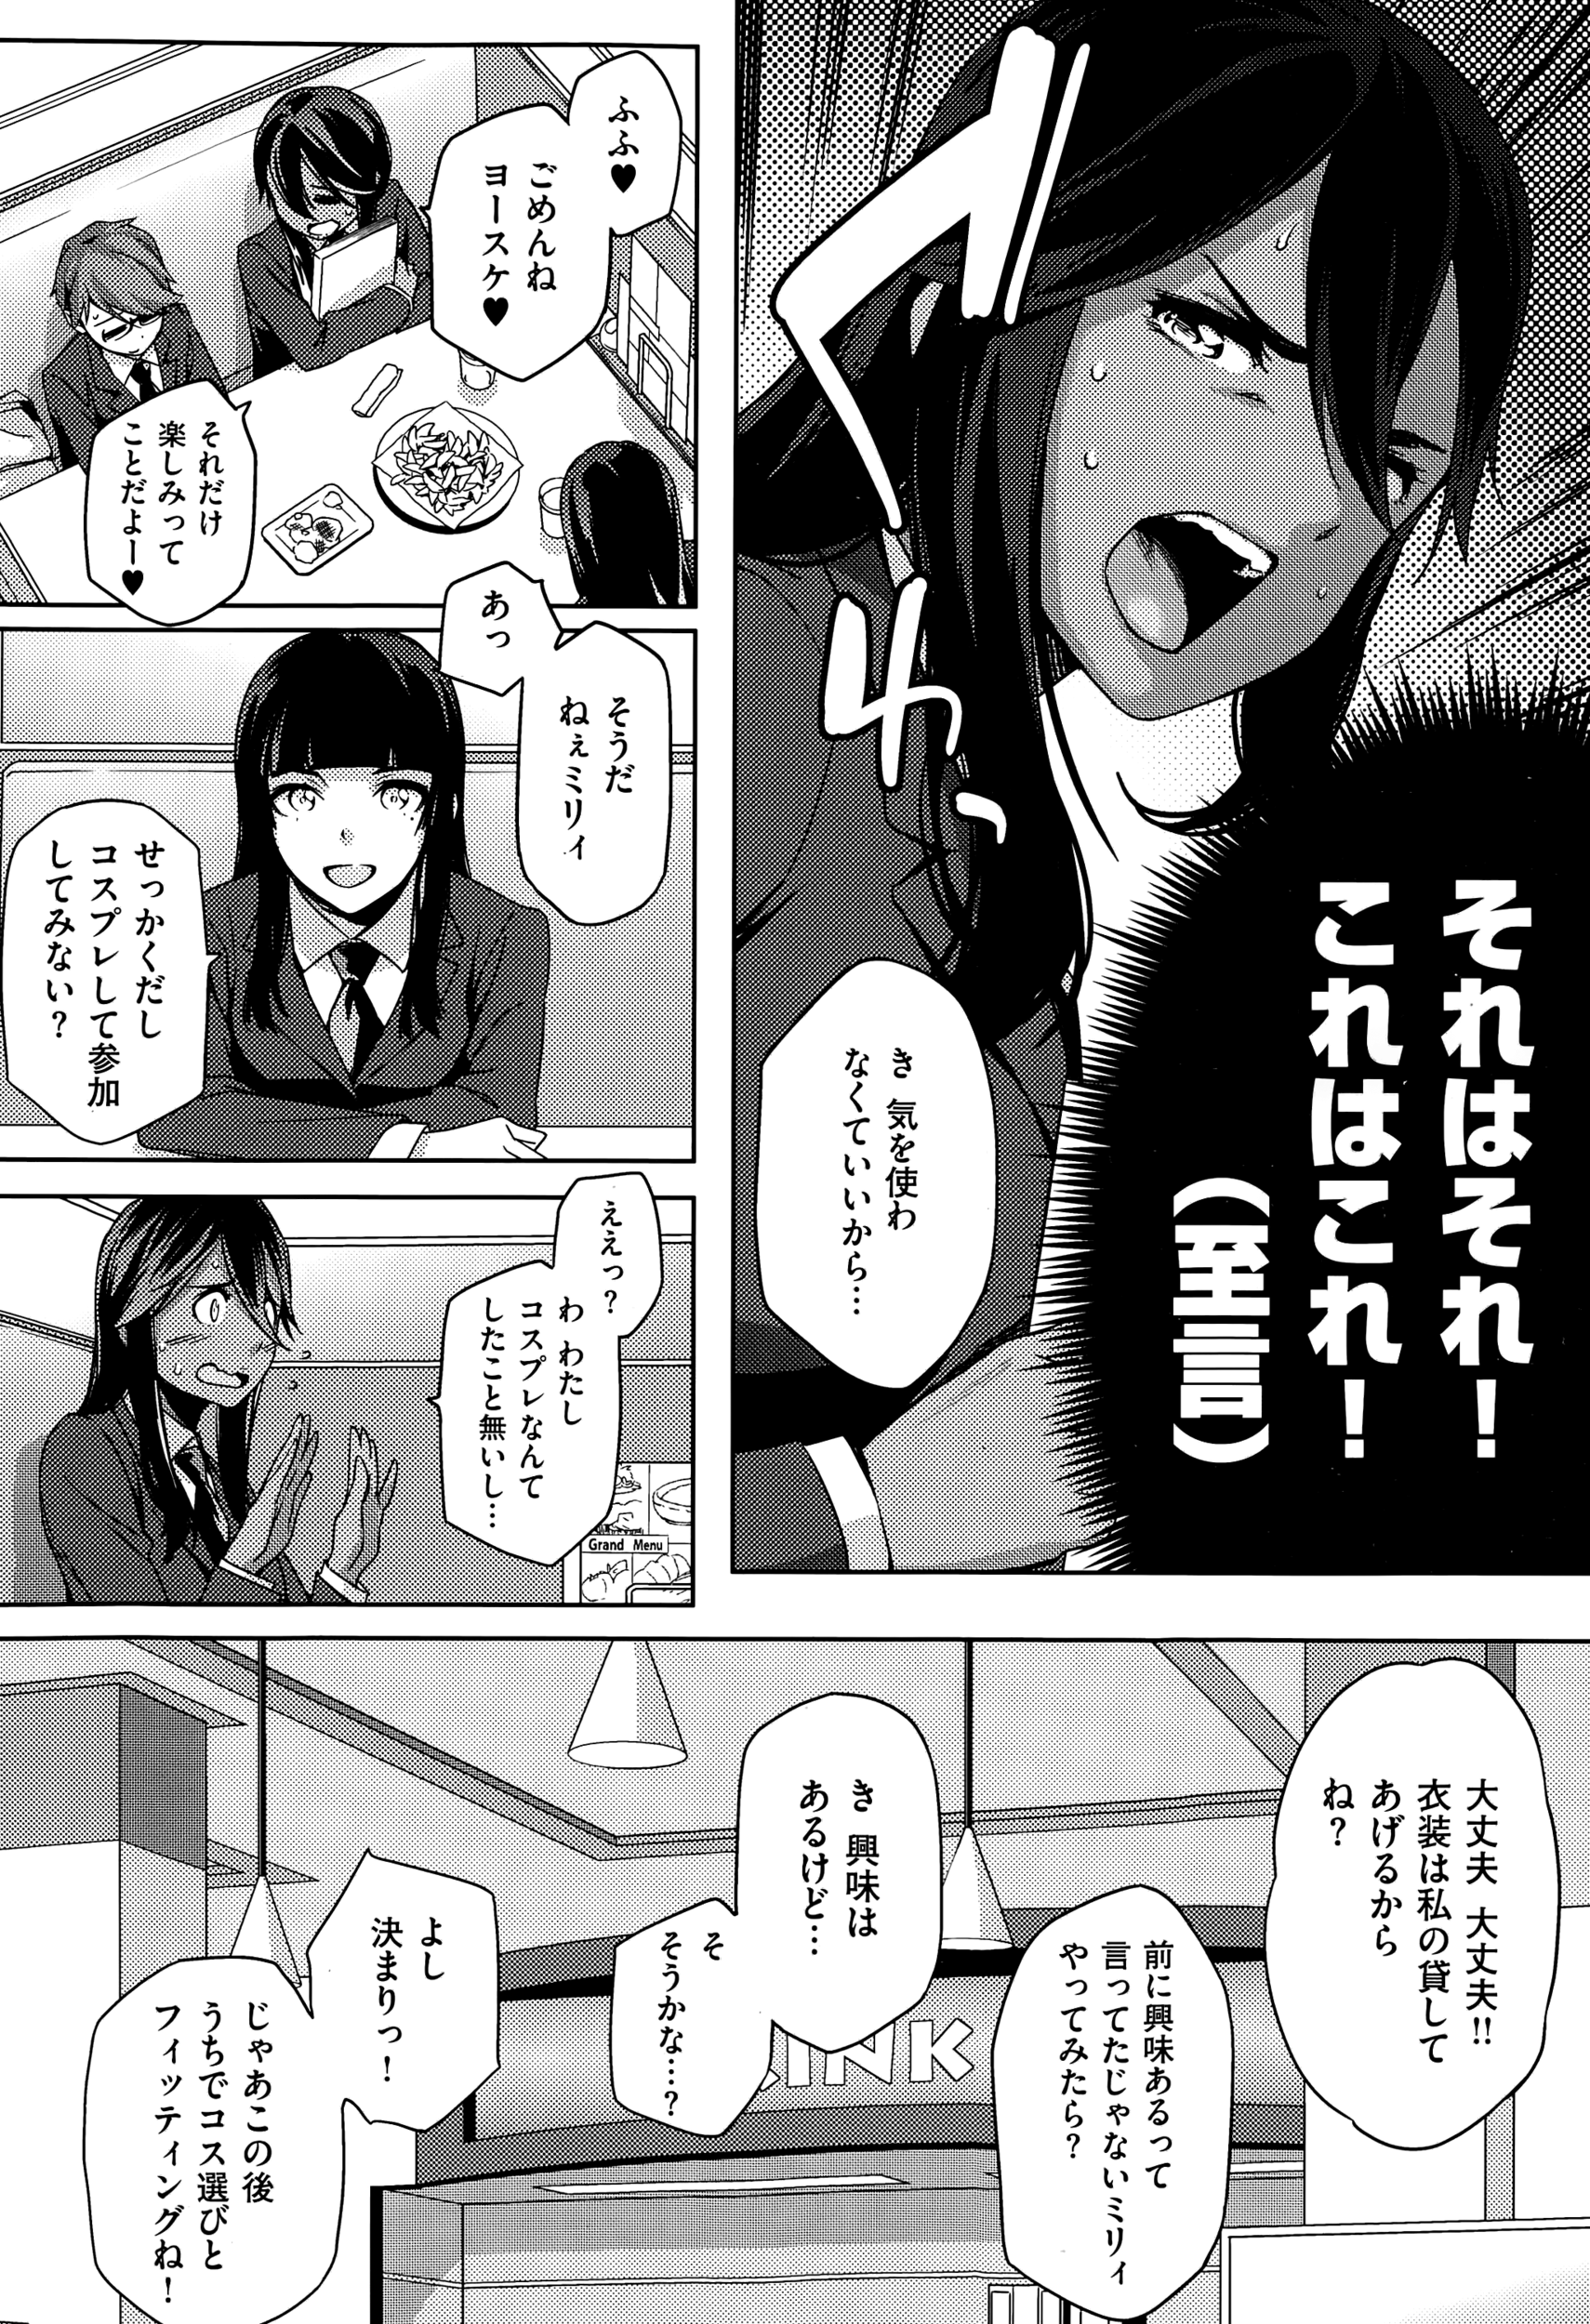 それはそれ!
これはこれ!
(至言)
き 気を使わ
なくていいから…
イヤッ
ふふ♥
ごめんね
ヨースケ♥
それだけ
楽しみって
ことだよー♥
あっ
そうだ
ねぇミリィ
せっかくだし
コスプレして参加
してみない?
ええっ?
わ わたし
コスプレなんて
したこと無いし…
Grand Menu
大丈夫 大丈夫!!
衣装は私の貸して
あげるから
ね?
前に興味あるって
言ってたじゃないミリィ
やってみたら?
き 興味は
あるけど…
そ
そうかな…?
よし
決まりっ!
じゃあこの後
うちでコス選びと
フィッティングね!